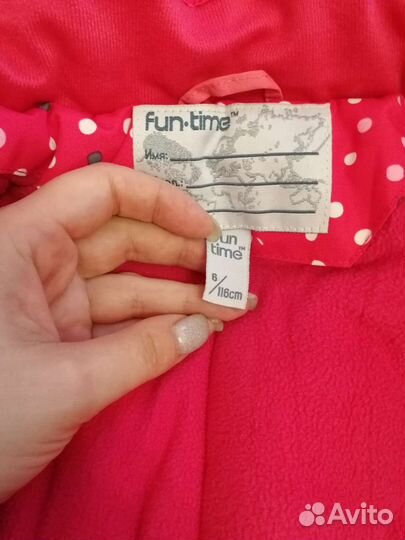 fun·time™
Имя:
fun
time™
6/116cm
Avito